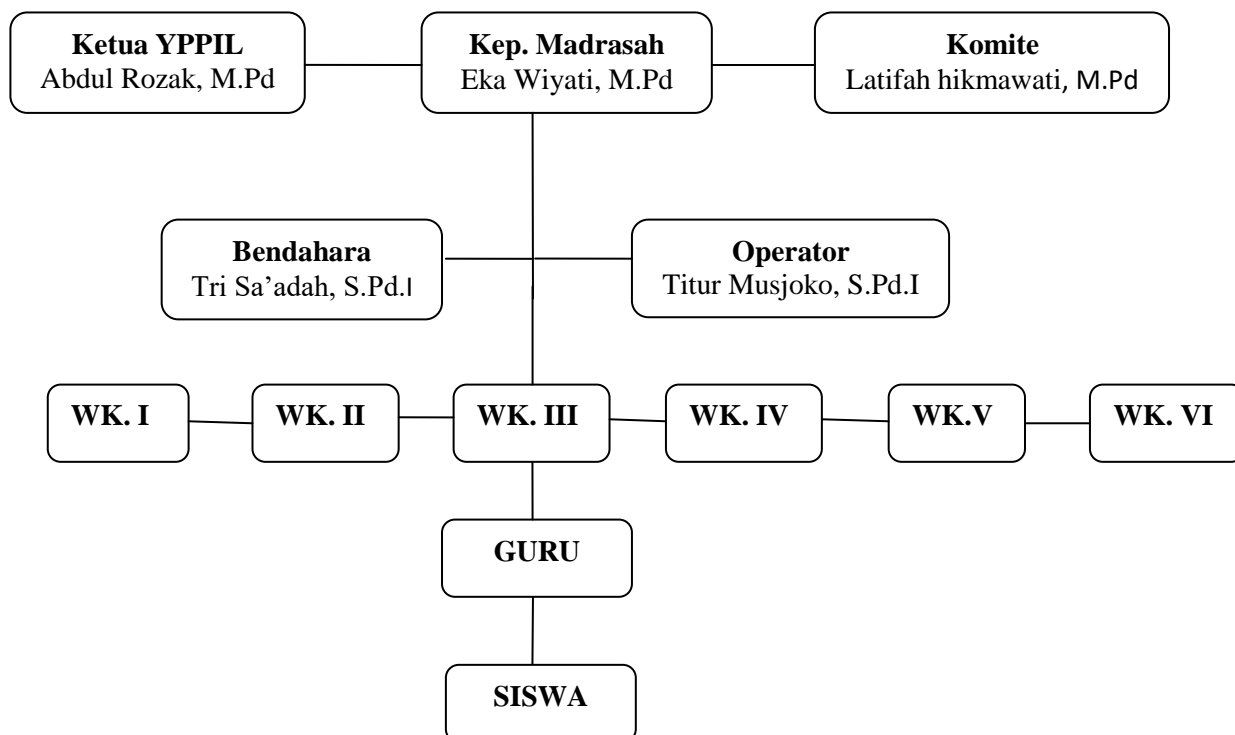 Ketua YPPIL
Abdul Rozak, M.Pd
Kep. Madrasah
Eka Wiyati, M.Pd
Komite
Latifah hikmawati, M.Pd
Bendahara
Tri Sa’adah, S.Pd.I
Operator
Titur Musjoko, S.Pd.I
WK. I
WK. II
WK. III
WK. IV
WK.V
WK. VI
GURU
SISWA